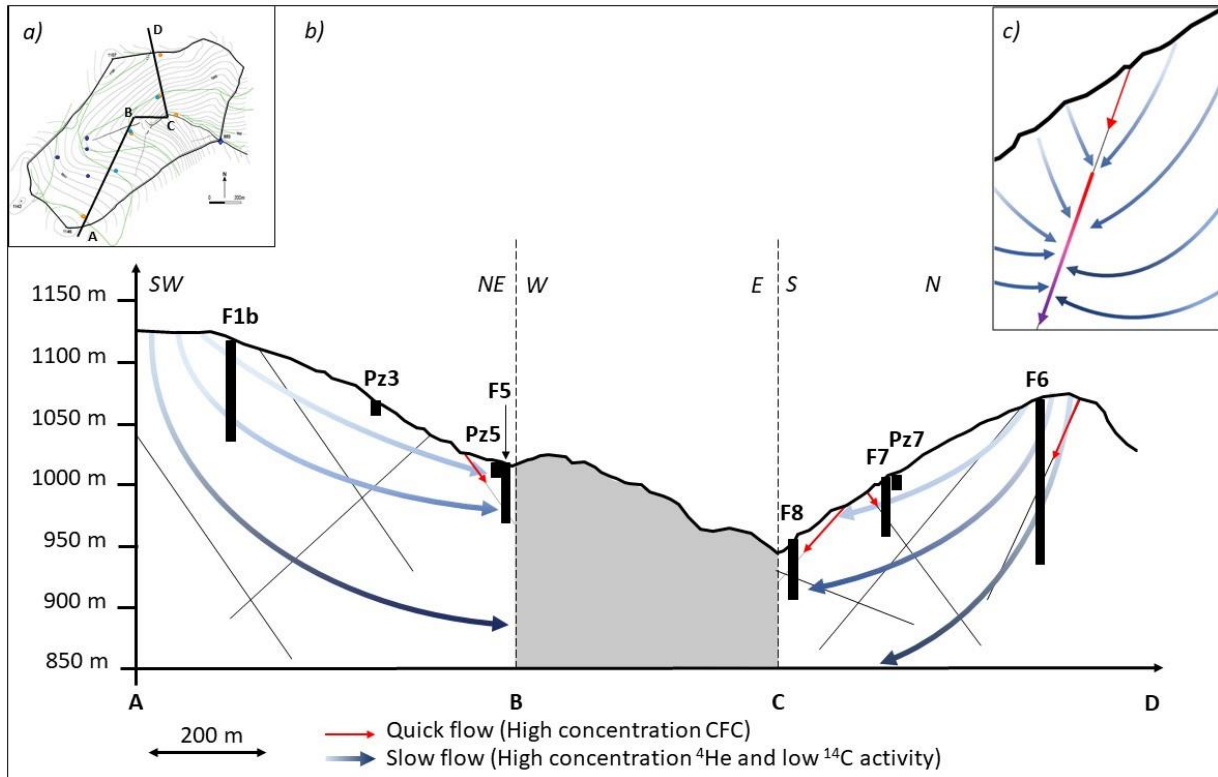 a)
D
B
C
A
N
b)
c)
SW
NE
W
E
S
N
1150 m
1100 m
1050 m
1000 m
950 m
900 m
850 m
F1b
Pz3
F5
Pz5
F8
F7
Pz7
F6
A
B
C
D
200 m
Quick flow (High concentration CFC)
Slow flow (High concentration ⁴He and low ¹⁴C activity)